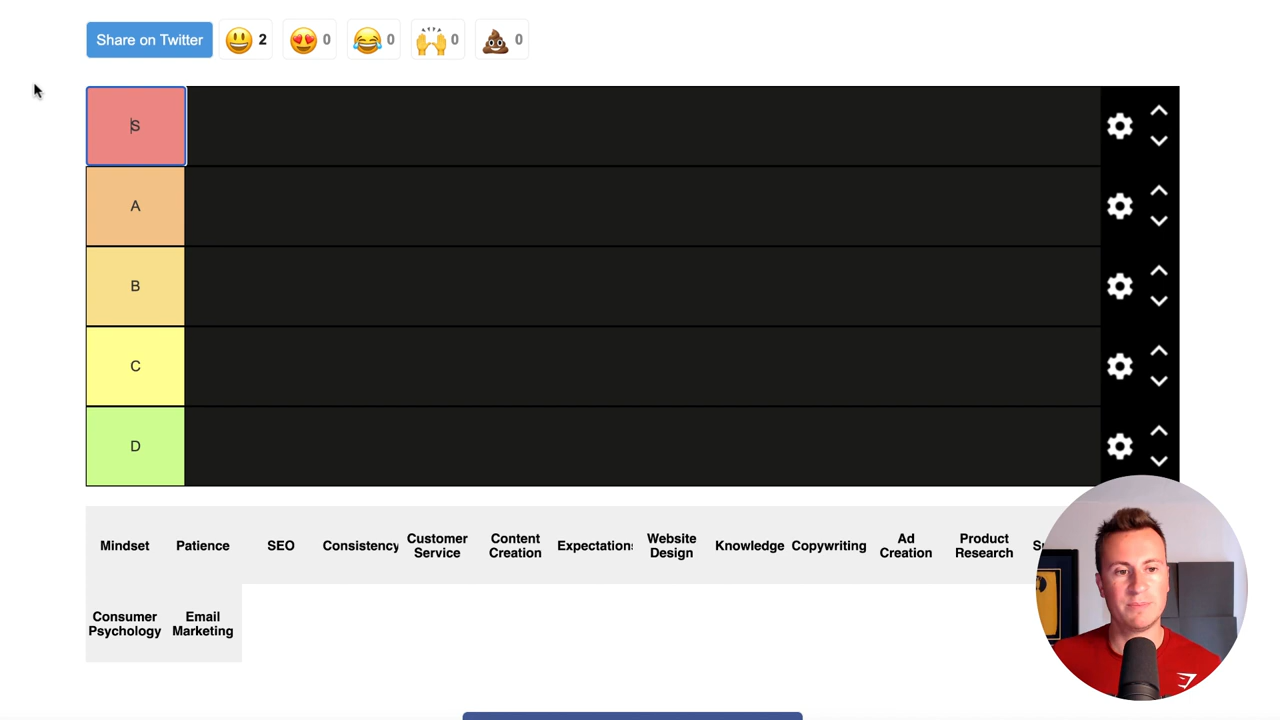 Share on Twitter
2
0
0
0
0
S
A
B
C
D
Mindset
Patience
SEO
Consistency
Customer
Service
Content
Creation
Expectation
Website
Design
Knowledge
Copywriting
Ad
Creation
Product
Research
Consumer
Psychology
Email
Marketing